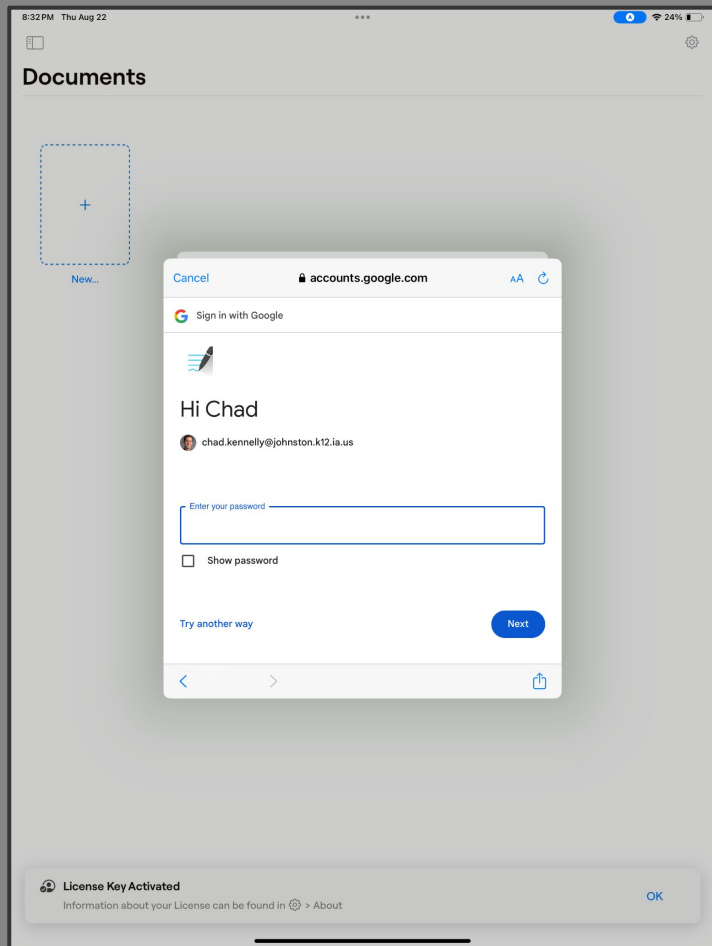 8:32 PM Thu Aug 22
24%
Documents
New...
Cancel
accounts.google.com
AA
Sign in with Google
Hi Chad
chad.kennelly@johnston.k12.ia.us
Enter your password
Show password
Try another way
Next
License Key Activated
Information about your License can be found in > About
OK